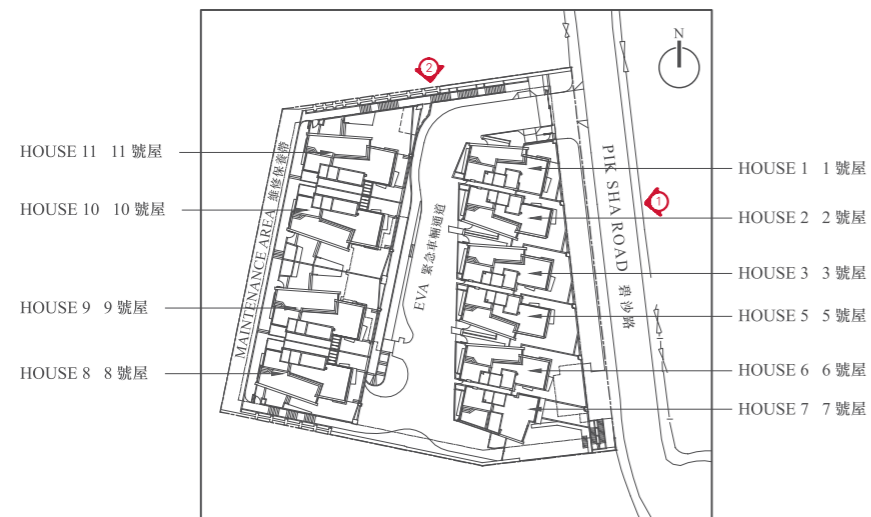 N
2
HOUSE 11 11 號屋
HOUSE 10 10 號屋
HOUSE 9 9 號屋
HOUSE 8 8 號屋
MAINTENANCE AREA 維修保養帶
EVA 緊急車輛通道
PIK SHA ROAD 碧沙路
1
HOUSE 1 1 號屋
HOUSE 2 2 號屋
HOUSE 3 3 號屋
HOUSE 5 5 號屋
HOUSE 6 6 號屋
HOUSE 7 7 號屋